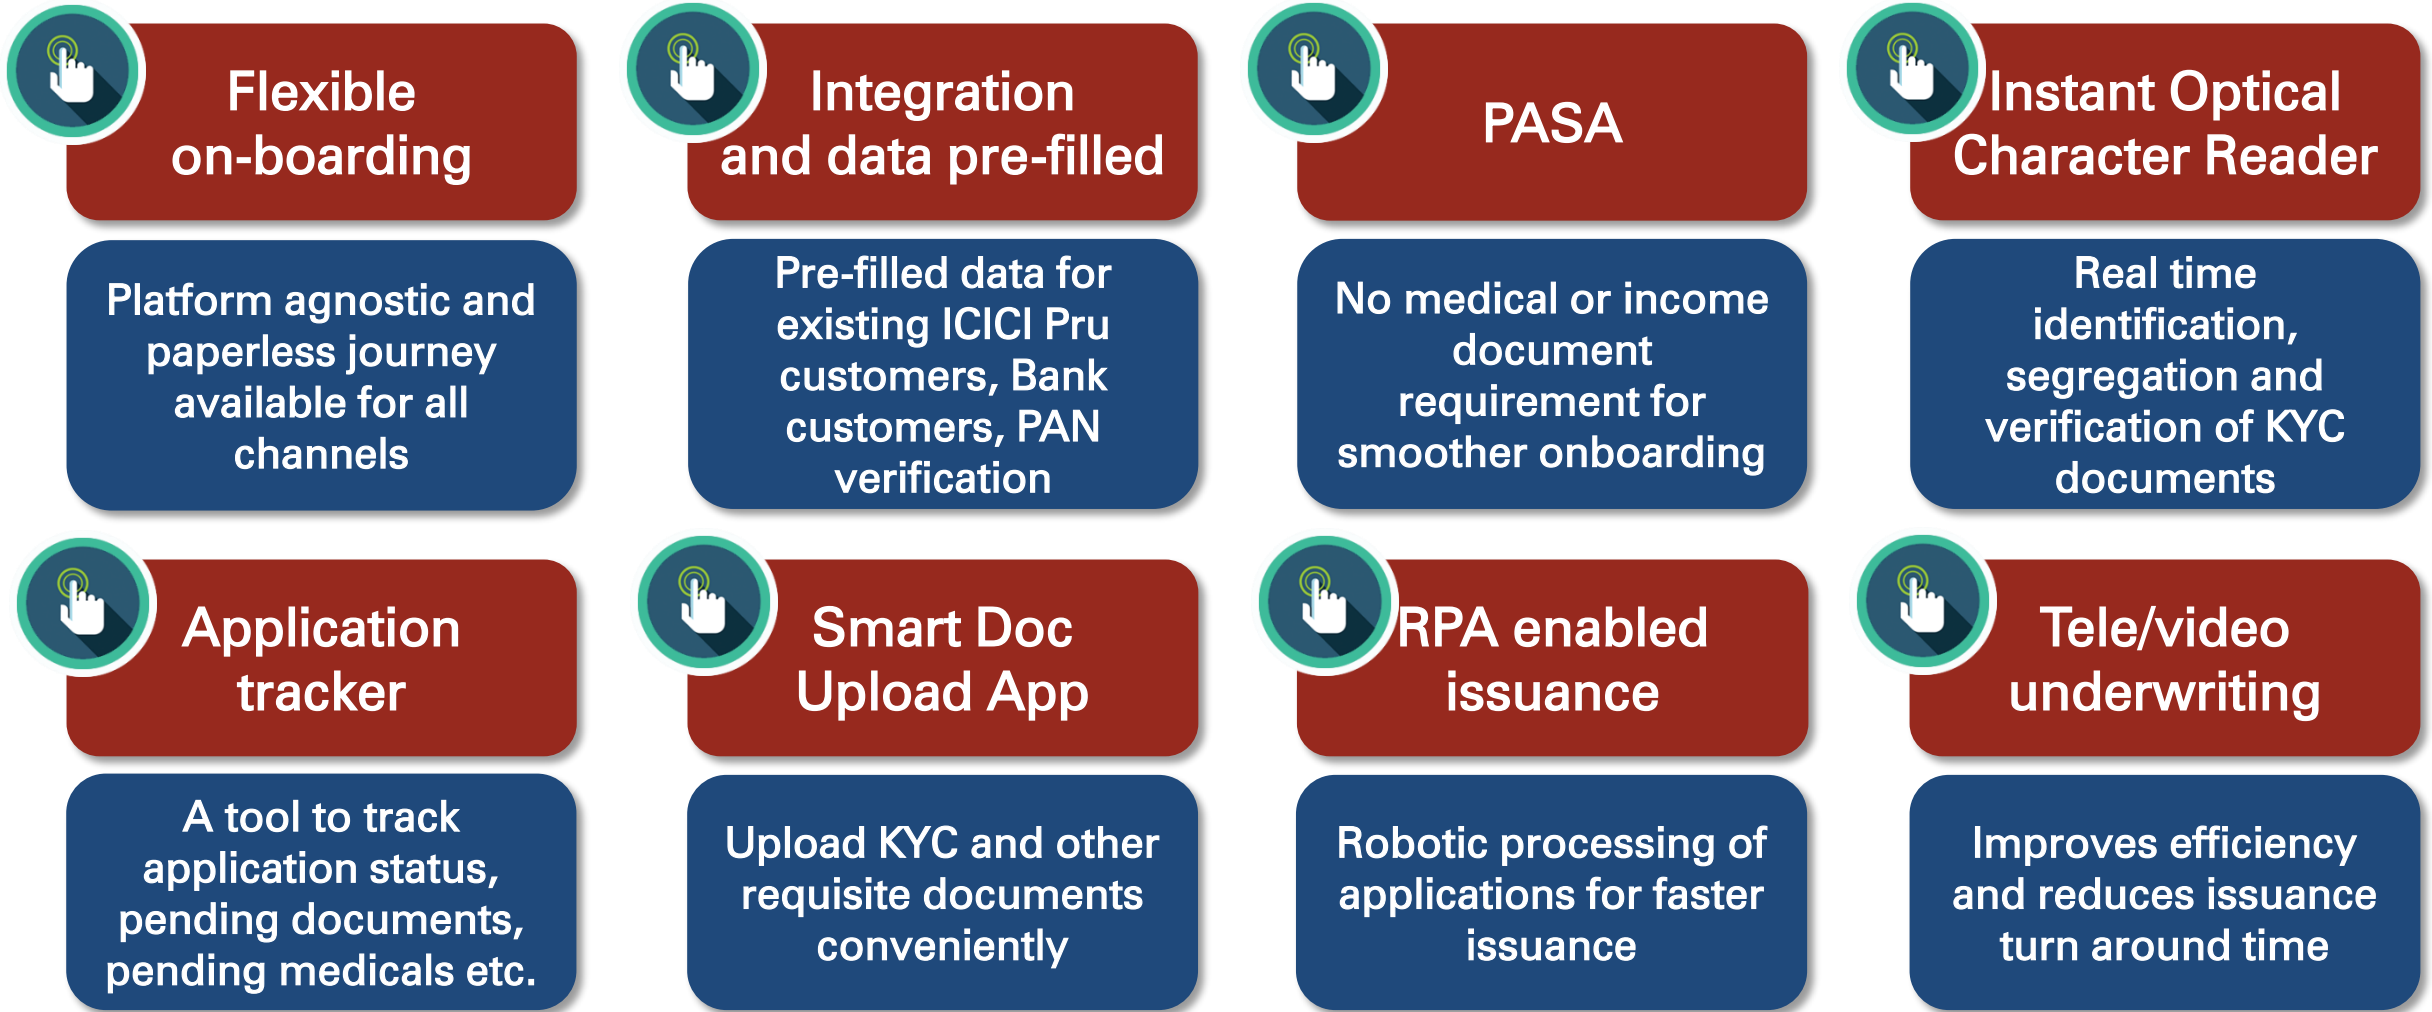 Flexible
on-boarding
Platform agnostic and
paperless journey
available for all
channels
Integration
and data pre-filled
Pre-filled data for
existing ICICI Pru
customers, Bank
customers, PAN
verification
PASA
No medical or income
document
requirement for
smoother onboarding
Instant Optical
Character Reader
Real time
identification,
segregation and
verification of KYC
documents
Application
tracker
A tool to track
application status,
pending documents,
pending medicals etc.
Smart Doc
Upload App
Upload KYC and other
requisite documents
conveniently
RPA enabled
issuance
Robotic processing of
applications for faster
issuance
Tele/video
underwriting
Improves efficiency
and reduces issuance
turn around time